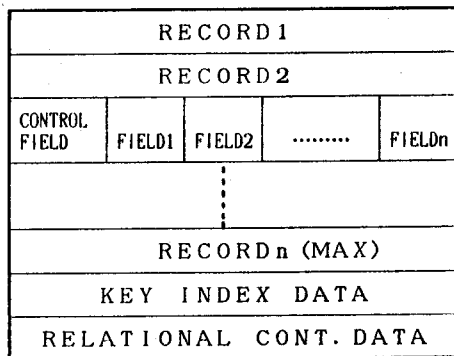 RECORD1
RECORD2
CONTROL FIELD FIELD1 FIELD2 ......... FIELDn
RECORDn (MAX)
KEY INDEX DATA
RELATIONAL CONT. DATA